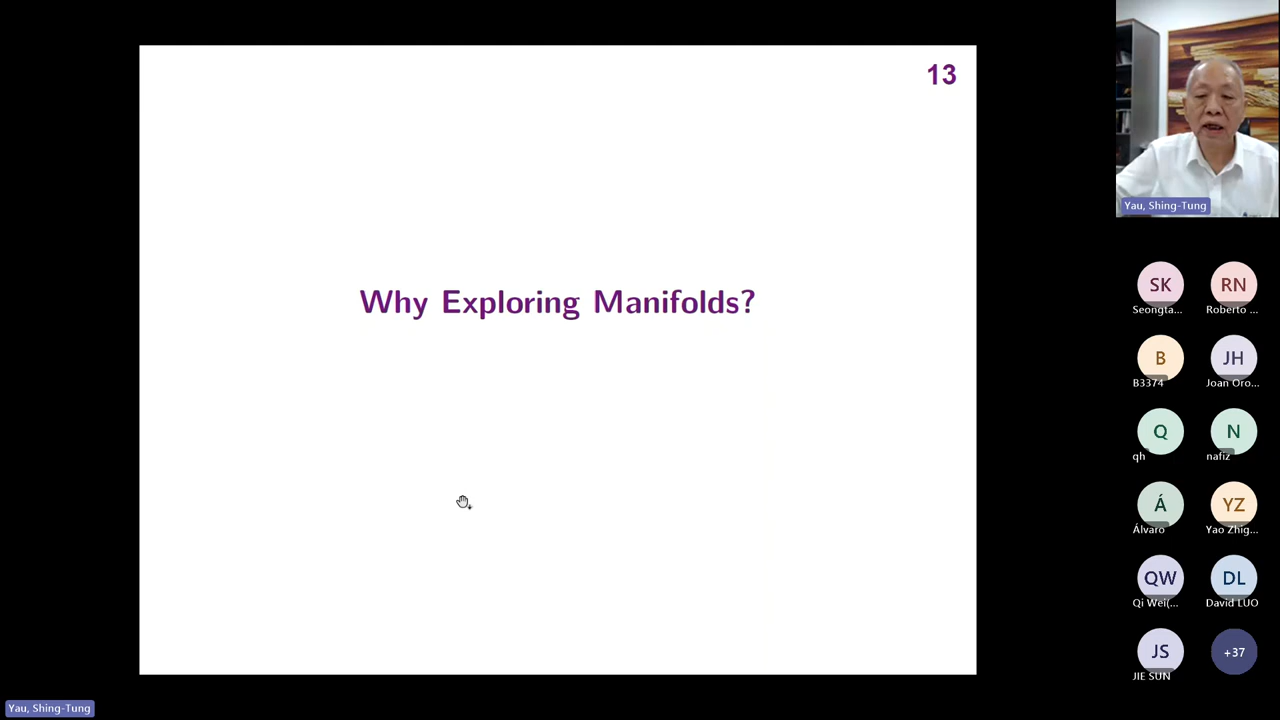 13
Why Exploring Manifolds?
Yau, Shing-Tung
SK
Seongta...
RN
Roberto ...
B
B3374
JH
Joan Oro...
Q
qh
N
nafiz
Á
Álvaro
YZ
Yao Zhig...
QW
Qi Wei(...
DL
David LUO
JS
JIE SUN
+37
Yau, Shing-Tung